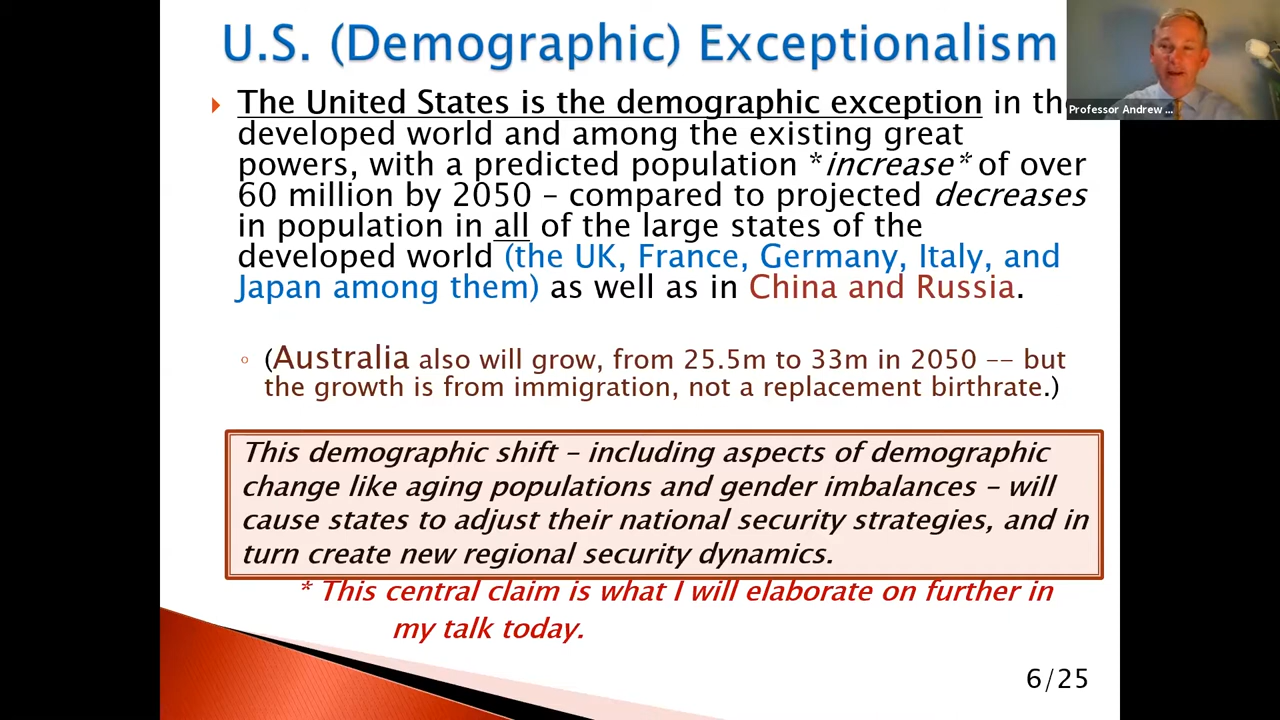 U.S. (Demographic) Exceptionalism
The United States is the demographic exception in th
developed world and among the existing great
powers, with a predicted population *increase* of over
60 million by 2050 – compared to projected decreases
in population in all of the large states of the
developed world (the UK, France, Germany, Italy, and
Japan among them) as well as in China and Russia.
(Australia also will grow, from 25.5m to 33m in 2050 -- but
the growth is from immigration, not a replacement birthrate.)
This demographic shift – including aspects of demographic
change like aging populations and gender imbalances – will
cause states to adjust their national security strategies, and in
turn create new regional security dynamics.
* This central claim is what I will elaborate on further in
my talk today.
6/25
Professor Andrew ...